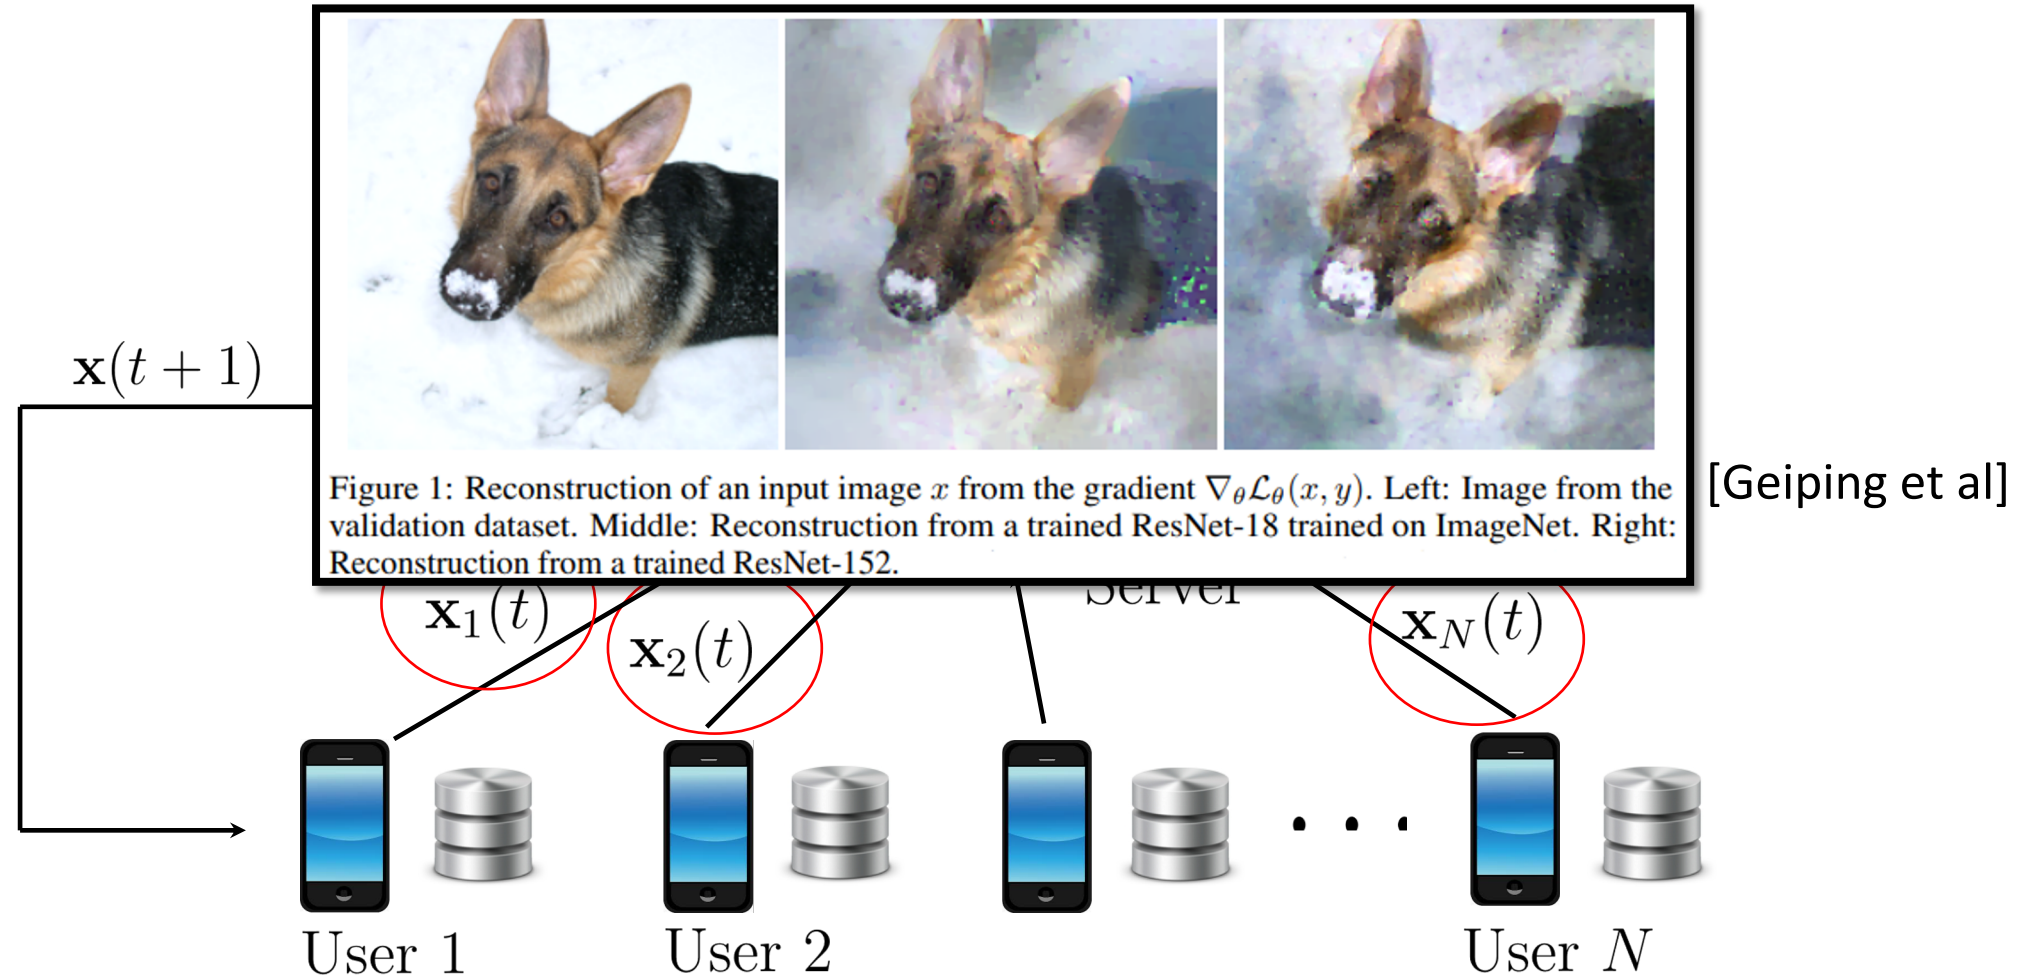 x(t + 1)
[Geiping et al]
Figure 1: Reconstruction of an input image x from the gradient ∇θℒθ(x, y). Left: Image from the
validation dataset. Middle: Reconstruction from a trained ResNet-18 trained on ImageNet. Right:
Reconstruction from a trained ResNet-152.
Server
x₁(t)
x₂(t)
x_N(t)
. . .
User 1
User 2
User N